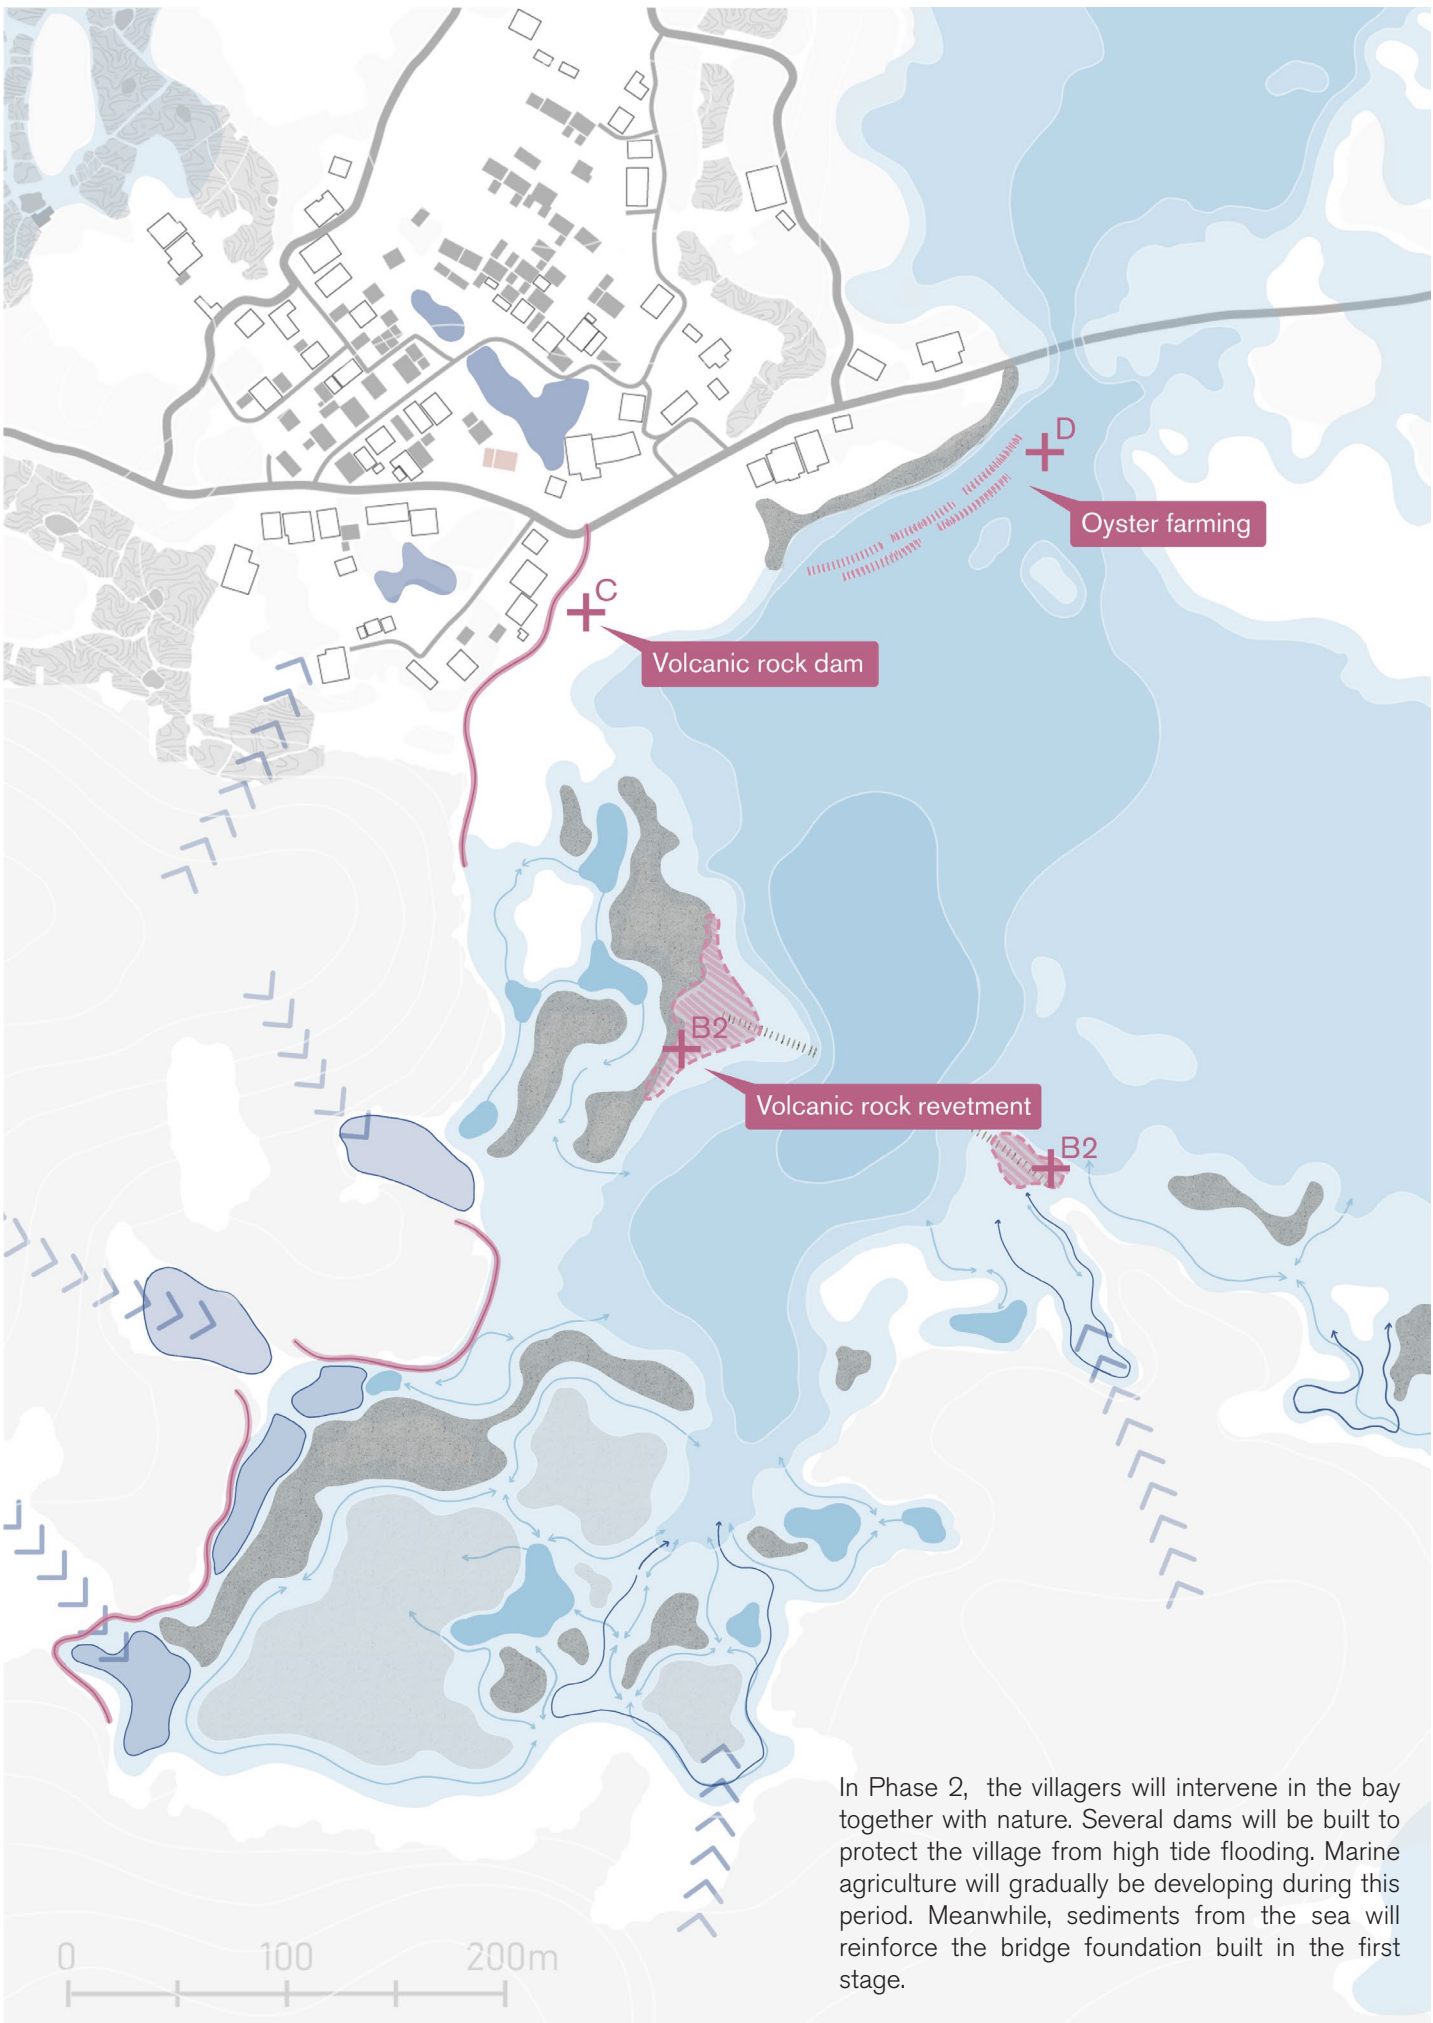 D
Oyster farming
C
Volcanic rock dam
B2
Volcanic rock revetment
B2
In Phase 2, the villagers will intervene in the bay
together with nature. Several dams will be built to
protect the village from high tide flooding. Marine
agriculture will gradually be developing during this
period. Meanwhile, sediments from the sea will
reinforce the bridge foundation built in the first
stage.
0 100 200m